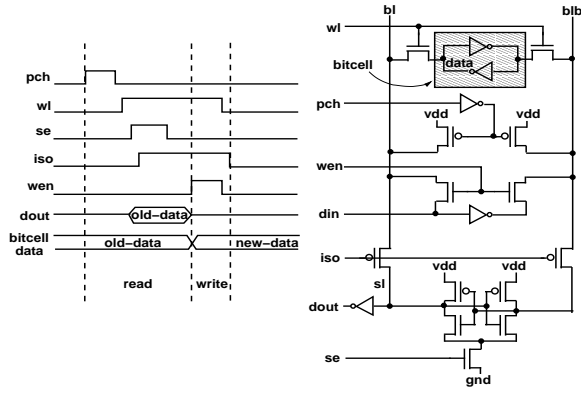 pch
wl
se
iso
wen
dout
old-data
bitcell
data
old-data
new-data
read
write
bl
blb
wl
data
bitcell
pch
vdd
vdd
wen
din
iso
sl
vdd
vdd
dout
se
gnd